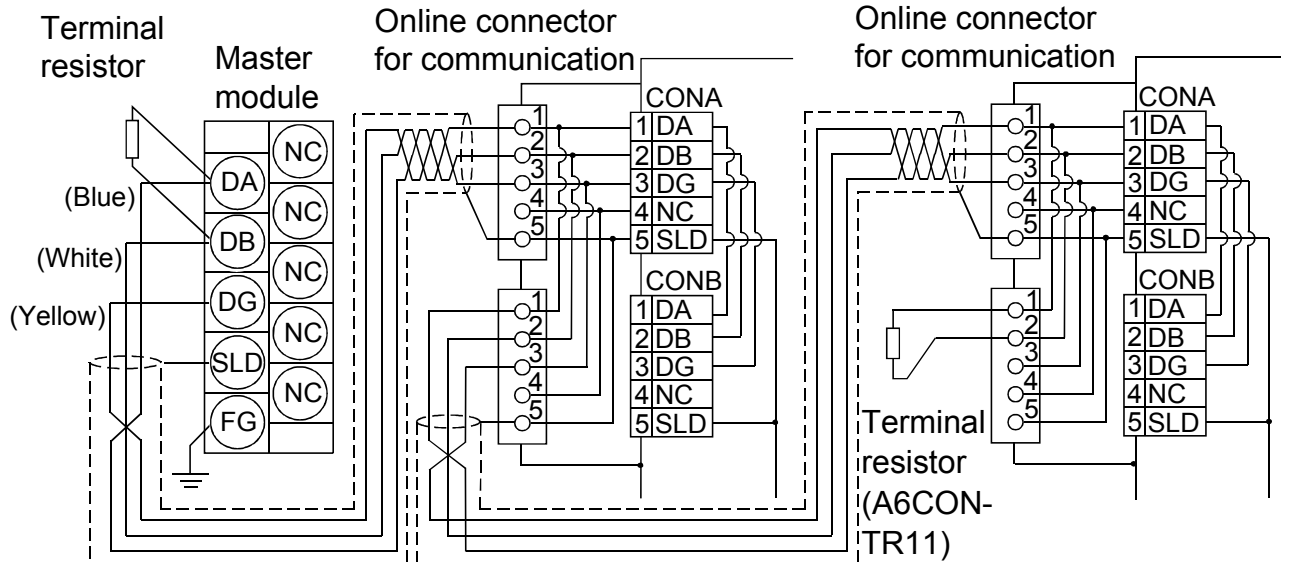 Terminal
resistor
Master
module
NC
DA
NC
DB
NC
DG
NC
SLD
NC
FG
(Blue)
(White)
(Yellow)
Online connector
for communication
1
2
3
4
5
CONA
1 DA
2 DB
3 DG
4 NC
5 SLD
1
2
3
4
5
CONB
1 DA
2 DB
3 DG
4 NC
5 SLD
Online connector
for communication
1
2
3
4
5
CONA
1 DA
2 DB
3 DG
4 NC
5 SLD
1
2
3
4
5
CONB
1 DA
2 DB
3 DG
4 NC
5 SLD
Terminal
resistor
(A6CON-
TR11)